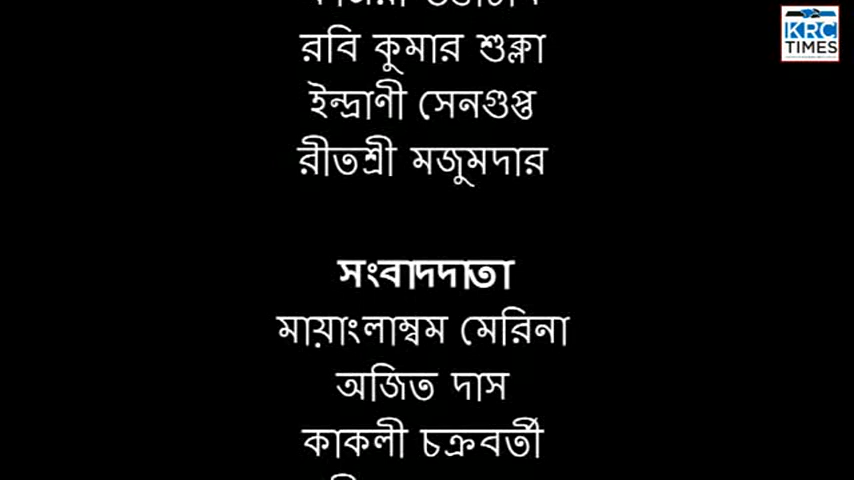 KRC
TIMES
রবি কুমার শুক্লা
ইন্দ্রাণী সেনগুপ্ত
রীতশ্রী মজুমদার
সংবাদদাতা
মায়াংলাম্বম মেরিনা
অজিত দাস
কাকলী চক্রবর্তী